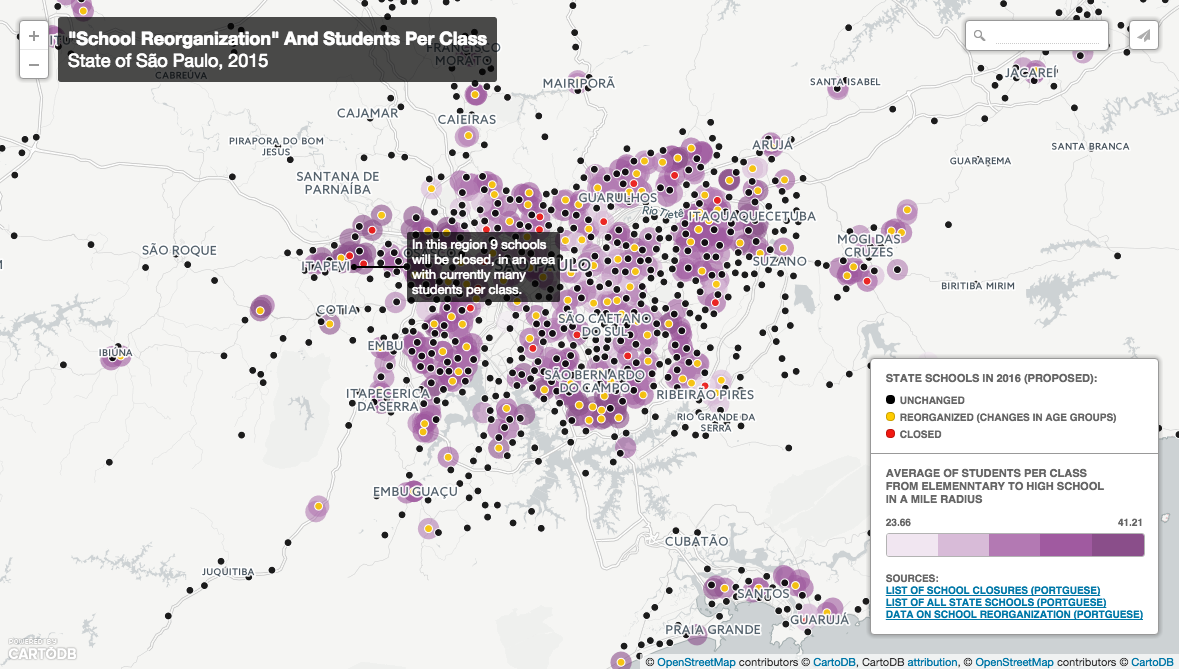 "School Reorganization" And Students Per Class
State of São Paulo, 2015
+
−
FRANCISCO
MORATO
CABREÚVA
MAIRIPORÃ
SANTA ISABEL
JACAREÍ
CAJAMAR
CAIEIRAS
PIRAPORA DO BOM
JESUS
ARUJÁ
SANTA BRANCA
GUARAREMA
SANTANA DE
PARNAÍBA
GUARULHOS
Rio Tietê
ITAQUAQUECETUBA
SÃO ROQUE
MOGI DAS
CRUZES
In this region 9 schools
will be closed, in an area
with currently many
students per class.
SÃO PAULO
ITAPEVI
SUZANO
BIRITIBA MIRIM
COTIA
SÃO CAETANO
DO SUL
EMBU
IBIÚNA
SÃO BERNARDO
DO CAMPO
RIBEIRÃO PIRES
ITAPECERICA
DA SERRA
RIO GRANDE DA
SERRA
EMBU GUAÇU
CUBATÃO
JUQUITIBA
SANTOS
GUARUJÁ
PRAIA GRANDE
STATE SCHOOLS IN 2016 (PROPOSED):
UNCHANGED
REORGANIZED (CHANGES IN AGE GROUPS)
CLOSED
AVERAGE OF STUDENTS PER CLASS
FROM ELEMENNTARY TO HIGH SCHOOL
IN A MILE RADIUS
23.66 41.21
SOURCES:
LIST OF SCHOOL CLOSURES (PORTGUESE)
LIST OF ALL STATE SCHOOLS (PORTGUESE)
DATA ON SCHOOL REORGANIZATION (PORTGUESE)
POWERED BY
CARTODB
© OpenStreetMap contributors © CartoDB, CartoDB attribution, © OpenStreetMap contributors © CartoDB